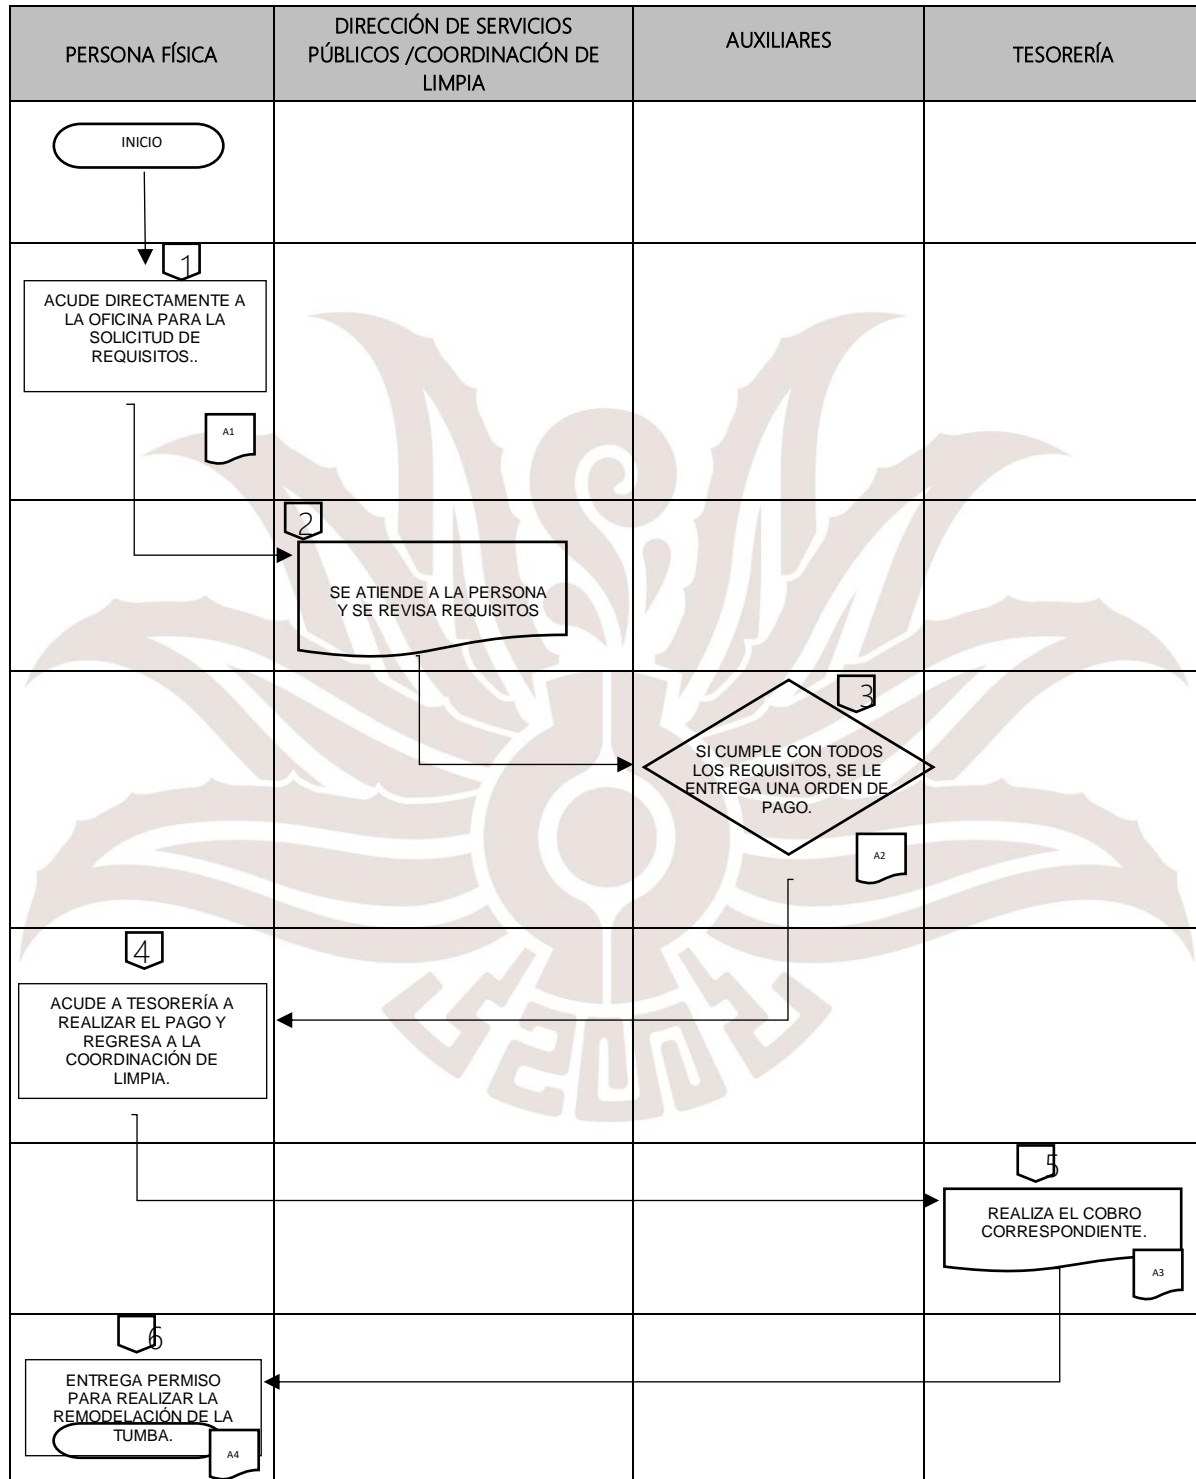 PERSONA FÍSICA
DIRECCIÓN DE SERVICIOS
PÚBLICOS /COORDINACIÓN DE
LIMPIA
AUXILIARES
TESORERÍA
INICIO
1
ACUDE DIRECTAMENTE A
LA OFICINA PARA LA
SOLICITUD DE
REQUISITOS..
A1
2
SE ATIENDE A LA PERSONA
Y SE REVISA REQUISITOS
3
SI CUMPLE CON TODOS
LOS REQUISITOS, SE LE
ENTREGA UNA ORDEN DE
PAGO.
A2
4
ACUDE A TESORERÍA A
REALIZAR EL PAGO Y
REGRESA A LA
COORDINACIÓN DE
LIMPIA.
5
REALIZA EL COBRO
CORRESPONDIENTE.
A3
6
ENTREGA PERMISO
PARA REALIZAR LA
REMODELACIÓN DE LA
TUMBA.
A4